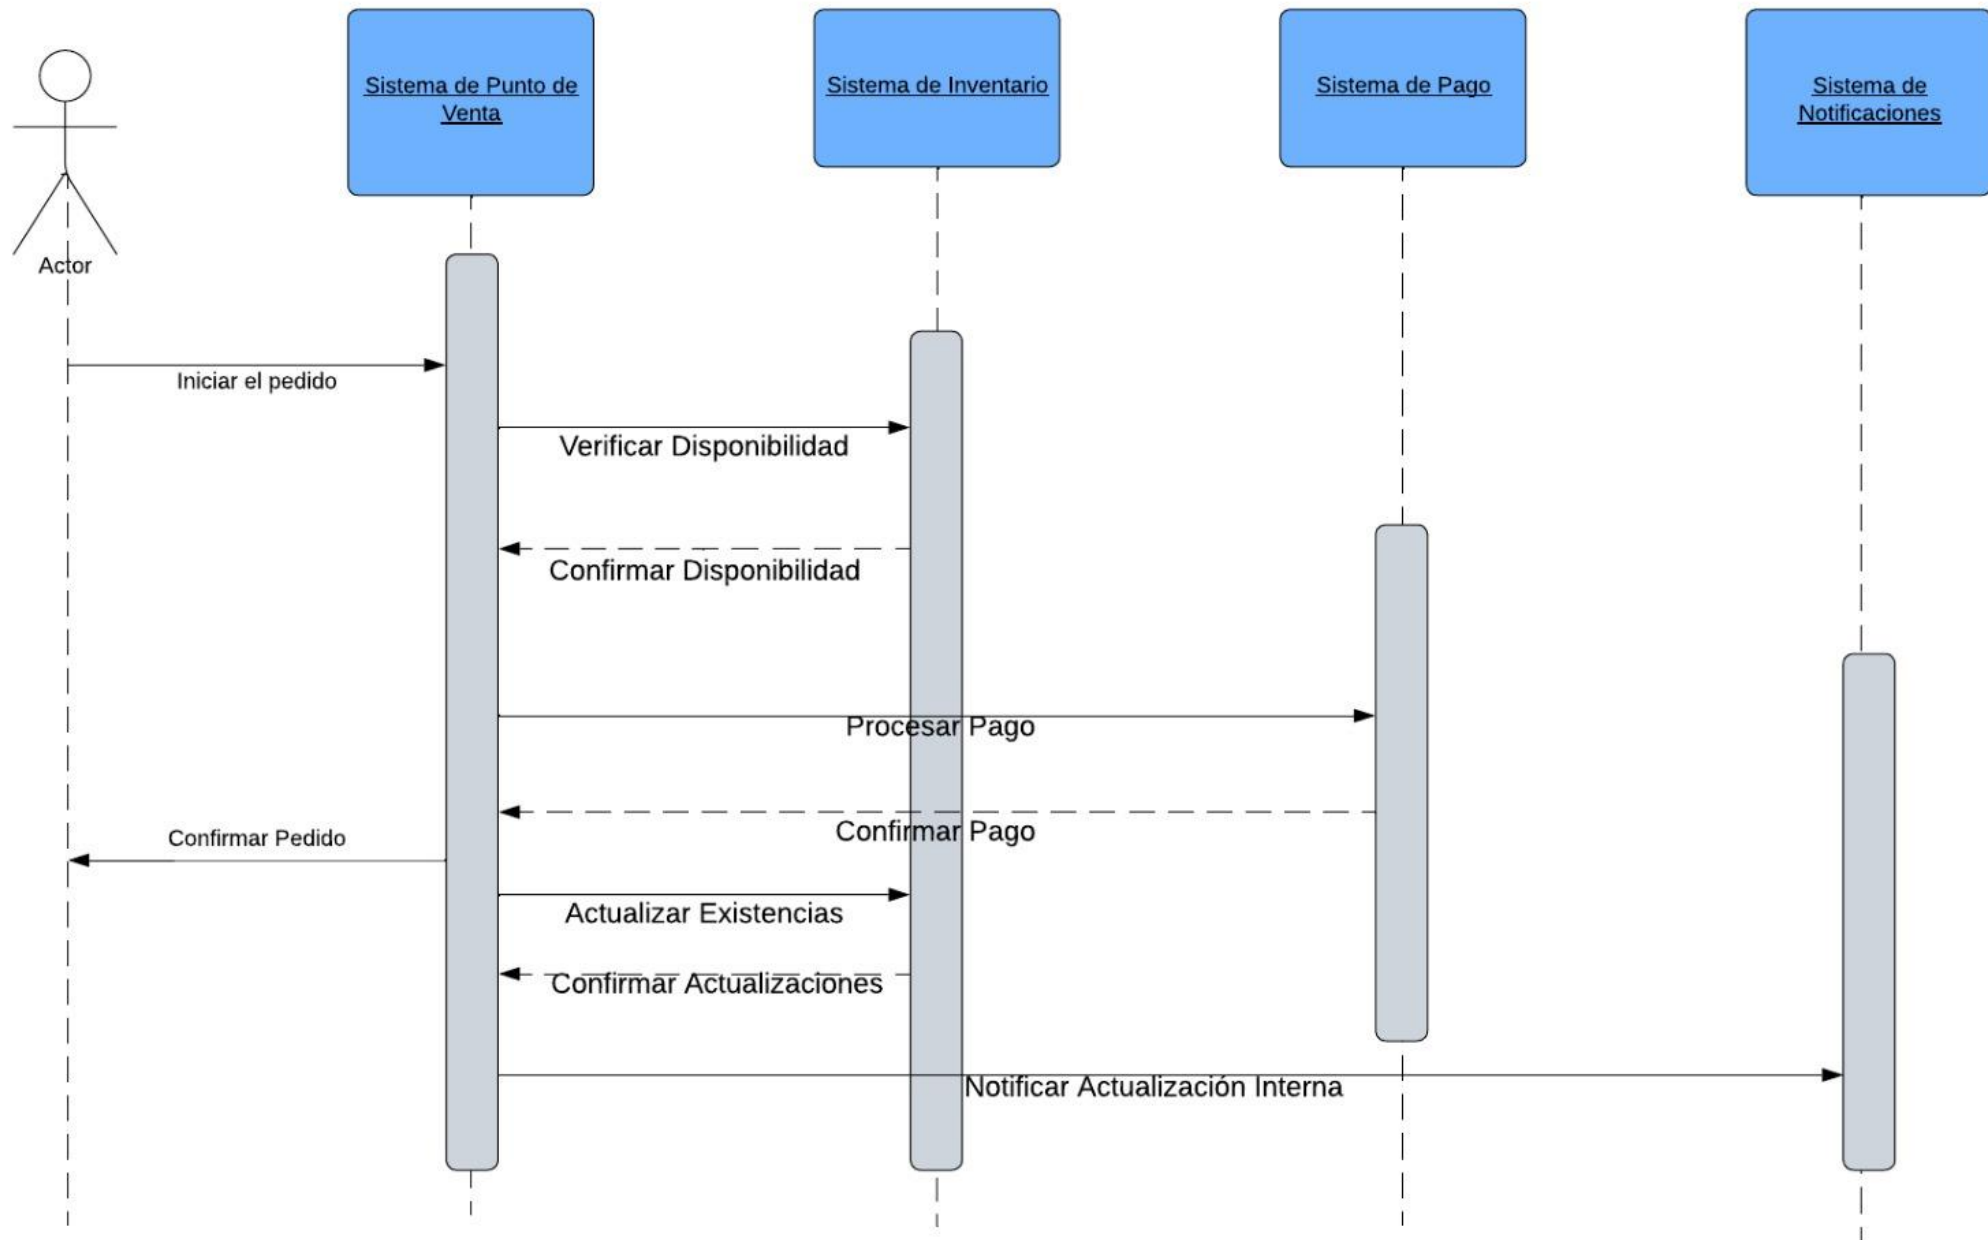 Sistema de Punto de
Venta
Sistema de Inventario
Sistema de Pago
Sistema de
Notificaciones
Actor
Iniciar el pedido
Verificar Disponibilidad
Confirmar Disponibilidad
Procesar Pago
Confirmar Pago
Confirmar Pedido
Actualizar Existencias
Confirmar Actualizaciones
Notificar Actualización Interna